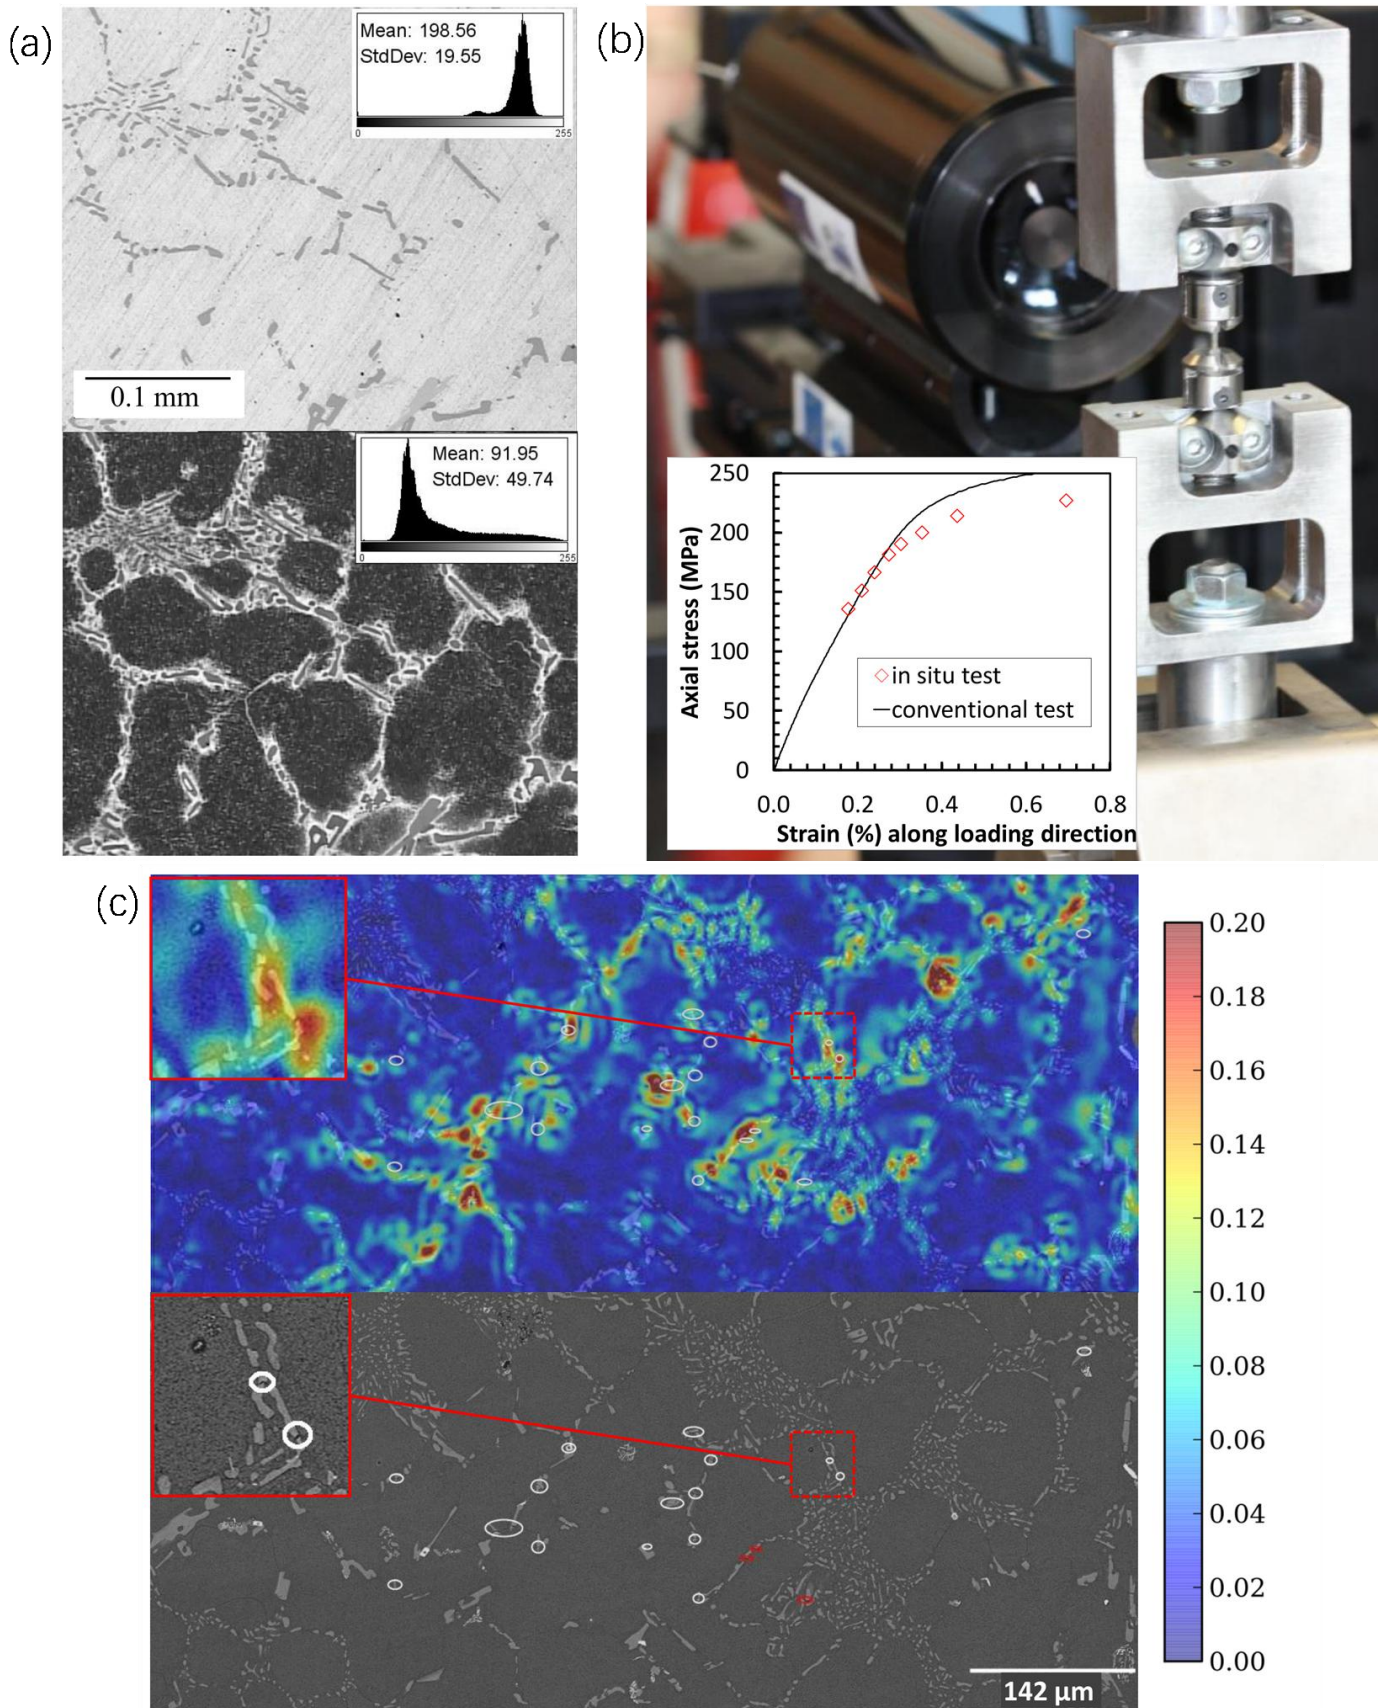 (a)
Mean: 198.56
StdDev: 19.55
0 255
0.1 mm
Mean: 91.95
StdDev: 49.74
0 255
(b)
250
200
150
100
50
0
0.0 0.2 0.4 0.6 0.8
Axial stress (MPa)
Strain (%) along loading direction
in situ test
conventional test
(c)
0.20
0.18
0.16
0.14
0.12
0.10
0.08
0.06
0.04
0.02
0.00
142 µm